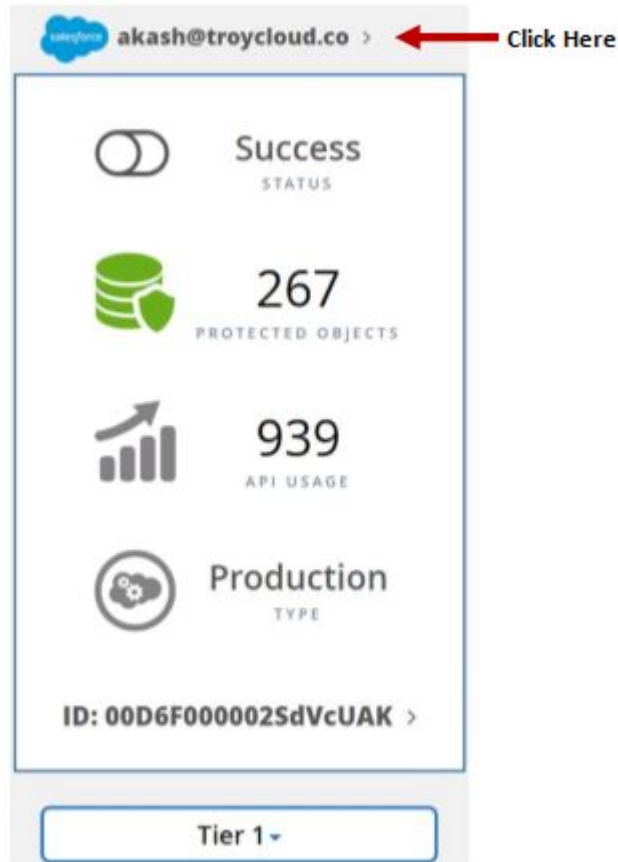 salesforce akash@troycloud.co > Click Here
Success
STATUS
267
PROTECTED OBJECTS
939
API USAGE
Production
TYPE
ID: 00D6F000002SdVcUAK >
Tier 1